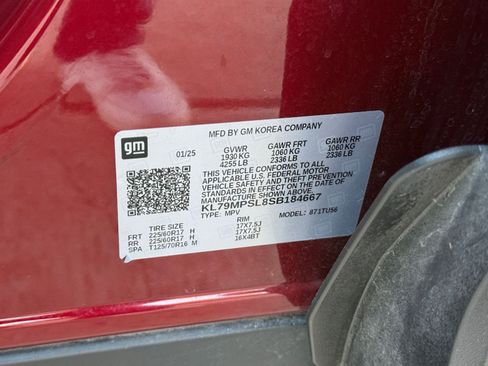 gm
MFD BY GM KOREA COMPANY
01/25 GVWR GAWR FRT GAWR RR
1930 KG 1060 KG 1060 KG
4255 LB 2336 LB 2336 LB
THIS VEHICLE CONFORMS TO ALL
APPLICABLE U.S. FEDERAL MOTOR
VEHICLE SAFETY, BUMPER, AND
THEFT PREVENTION STANDARDS IN
EFFECT ON THE DATE OF
MANUFACTURE SHOWN ABOVE.
KL79MPSL8SB184667
TYPE: MPV MODEL: 871TU56
TIRE SIZE RIM
FRT 225/60R17 H 17X7.5J
RR 225/60R17 H 17X7.5J
SPA T125/70R16 M 16X4BT